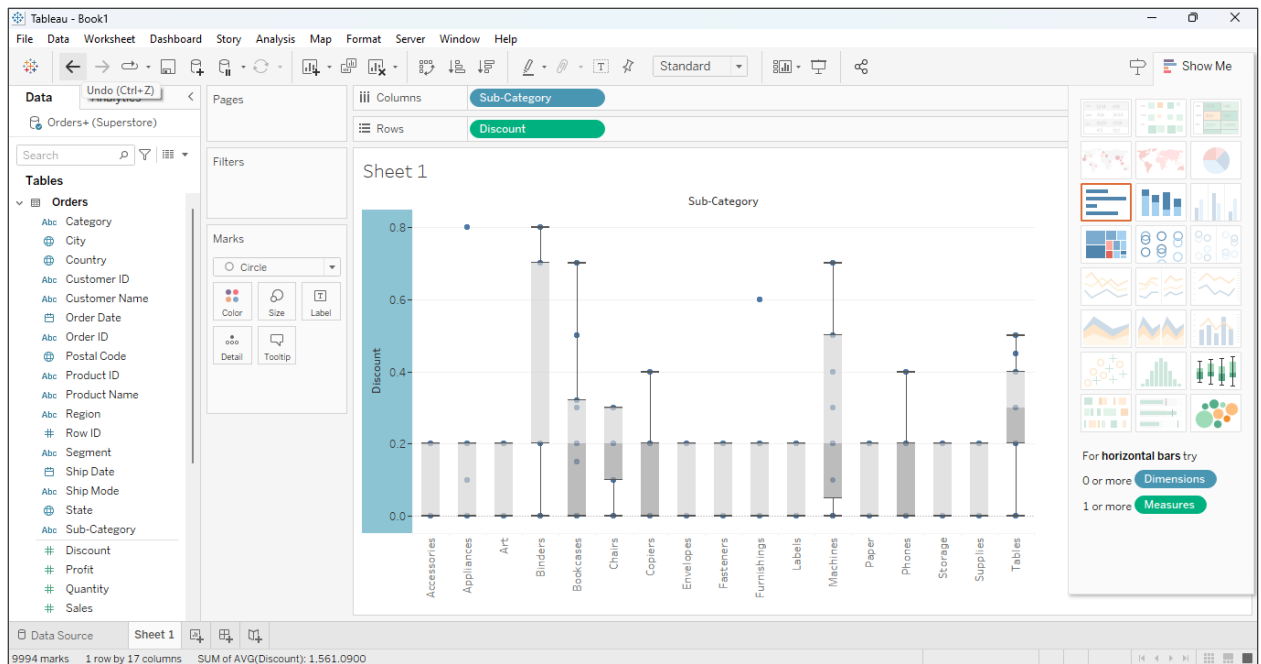 Tableau - Book1
File Data Worksheet Dashboard Story Analysis Map Format Server Window Help
Standard
Show Me
Undo (Ctrl+Z)
Data
Pages
Columns
Sub-Category
Orders+ (Superstore)
Rows
Discount
Search
Filters
Tables
Orders
Category
City
Country
Customer ID
Customer Name
Order Date
Order ID
Postal Code
Product ID
Product Name
Region
Row ID
Segment
Ship Date
Ship Mode
State
Sub-Category
Discount
Profit
Quantity
Sales
Marks
Circle
Color Size Label
Detail Tooltip
Sheet 1
Sub-Category
Discount
0.8
0.6
0.4
0.2
0.0
Accessories
Appliances
Art
Binders
Bookcases
Chairs
Copiers
Envelopes
Fasteners
Furnishings
Labels
Machines
Paper
Phones
Storage
Supplies
Tables
For horizontal bars try
0 or more Dimensions
1 or more Measures
Data Source Sheet 1
9994 marks 1 row by 17 columns SUM of AVG(Discount): 1,561.0900